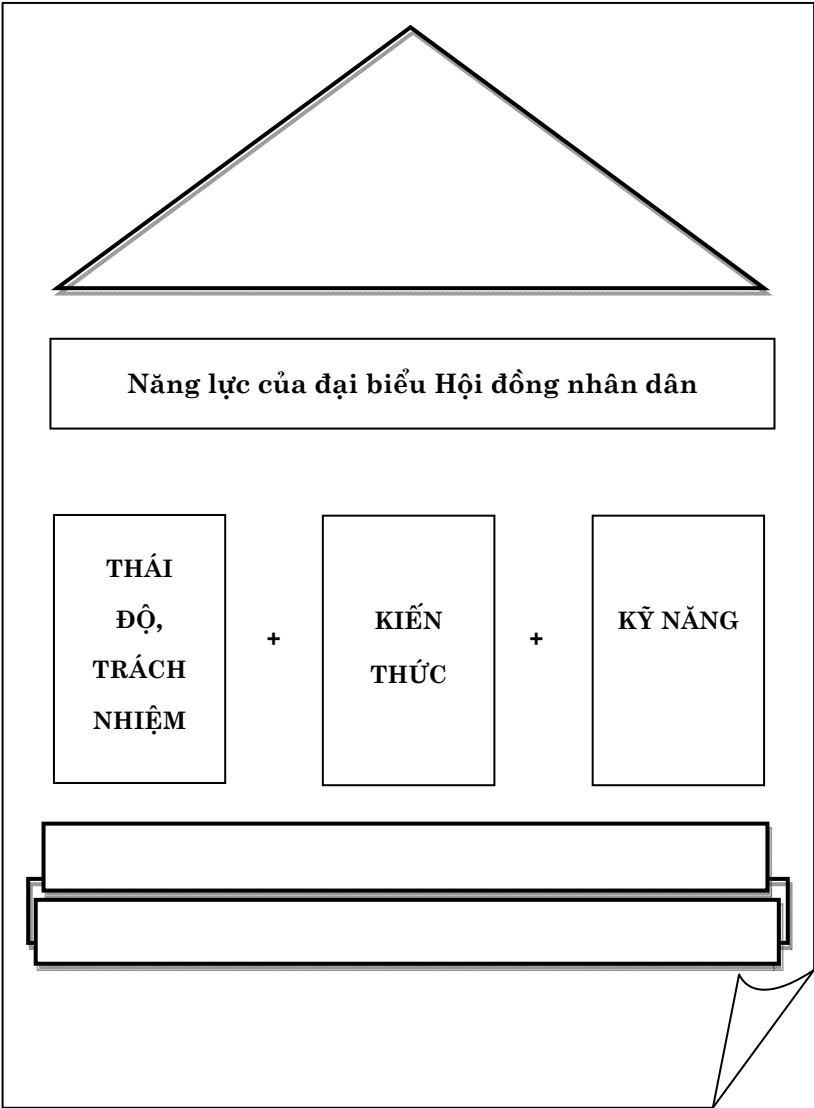 Năng lực của đại biểu Hội đồng nhân dân
THÁI
ĐỘ,
TRÁCH
NHIỆM
+
KIẾN
THỨC
+
KỸ NĂNG